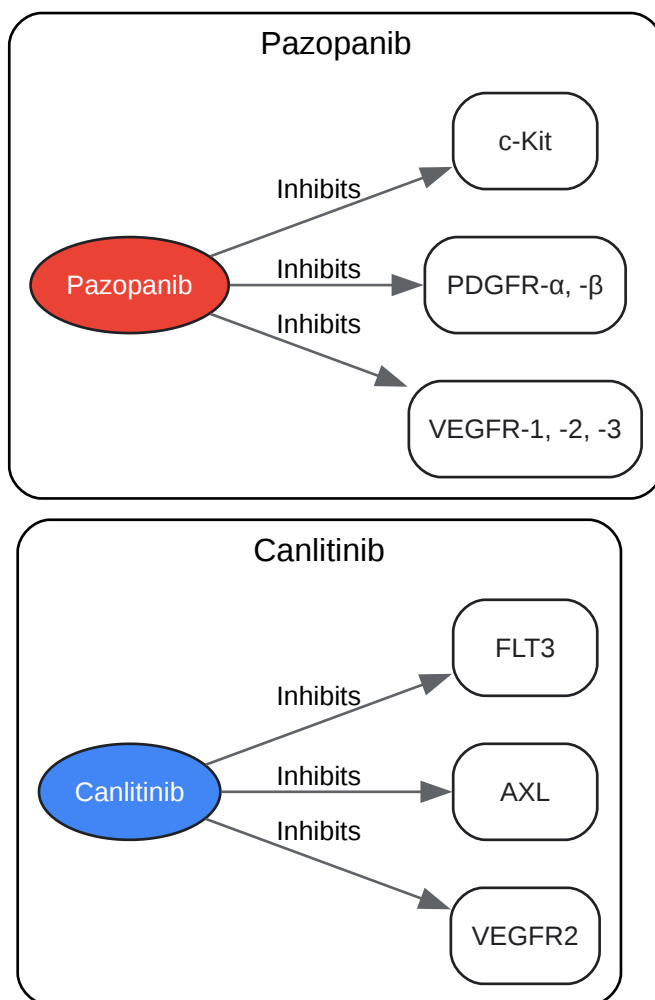 Pazopanib
c-Kit
Inhibits
Pazopanib
Inhibits
PDGFR-α, -β
Inhibits
VEGFR-1, -2, -3
Canlitinib
FLT3
Inhibits
Canlitinib
Inhibits
AXL
Inhibits
VEGFR2